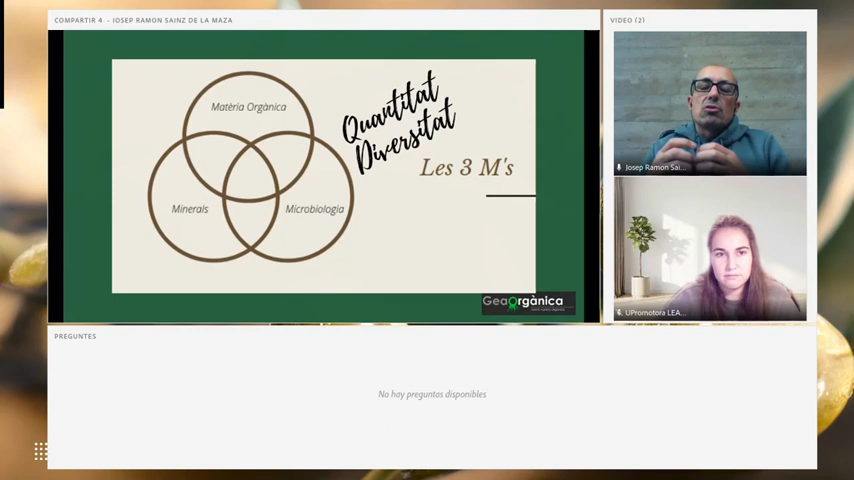 COMPARTIR 4 - JOSEP RAMON SAINZ DE LA MAZA
Matèria Orgànica
Minerals
Microbiologia
Quantitat
Diversitat
Les 3 M's
GeaOrgànica
VIDEO (2)
Josep Ramon Sai...
UPromotora LEA...
PREGUNTES
No hay preguntas disponibles